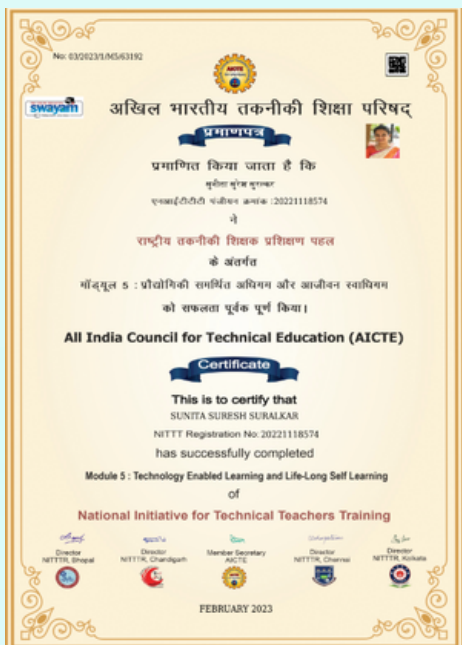 No: 03/2023/1/M5/63192
AICTE
swayam
अखिल भारतीय तकनीकी शिक्षा परिषद्
प्रमाणपत्र
प्रमाणित किया जाता है कि
सुनीता सुरेश सुरळकर
एनआईटीटीटी पंजीयन क्रमांक :20221118574
ने
राष्ट्रीय तकनीकी शिक्षक प्रशिक्षण पहल
के अंतर्गत
मॉड्यूल 5 : प्रौद्योगिकी समर्थित अधिगम और आजीवन स्वाधिगम
को सफलता पूर्वक पूर्ण किया।
All India Council for Technical Education (AICTE)
Certificate
This is to certify that
SUNITA SURESH SURALKAR
NITTT Registration No: 20221118574
has successfully completed
Module 5 : Technology Enabled Learning and Life-Long Self Learning
of
National Initiative for Technical Teachers Training
Director Director Member Secretary Director Director
NITTTR, Bhopal NITTTR, Chandigarh AICTE NITTTR, Chennai NITTTR, Kolkata
FEBRUARY 2023